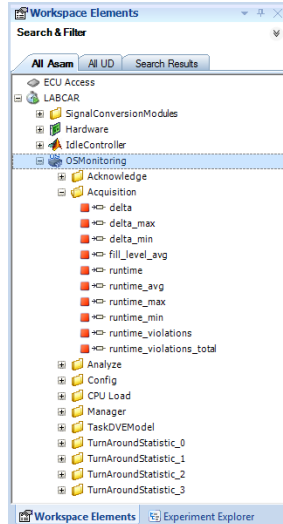 Workspace Elements
Search & Filter
All Asam All UD Search Results
ECU Access
LABCAR
SignalConversionModules
Hardware
IdleController
OSMonitoring
Acknowledge
Acquisition
delta
delta_max
delta_min
fill_level_avg
runtime
runtime_avg
runtime_max
runtime_min
runtime_violations
runtime_violations_total
Analyze
Config
CPU Load
Manager
TaskDVEModel
TurnAroundStatistic_0
TurnAroundStatistic_1
TurnAroundStatistic_2
TurnAroundStatistic_3
Workspace Elements Experiment Explorer